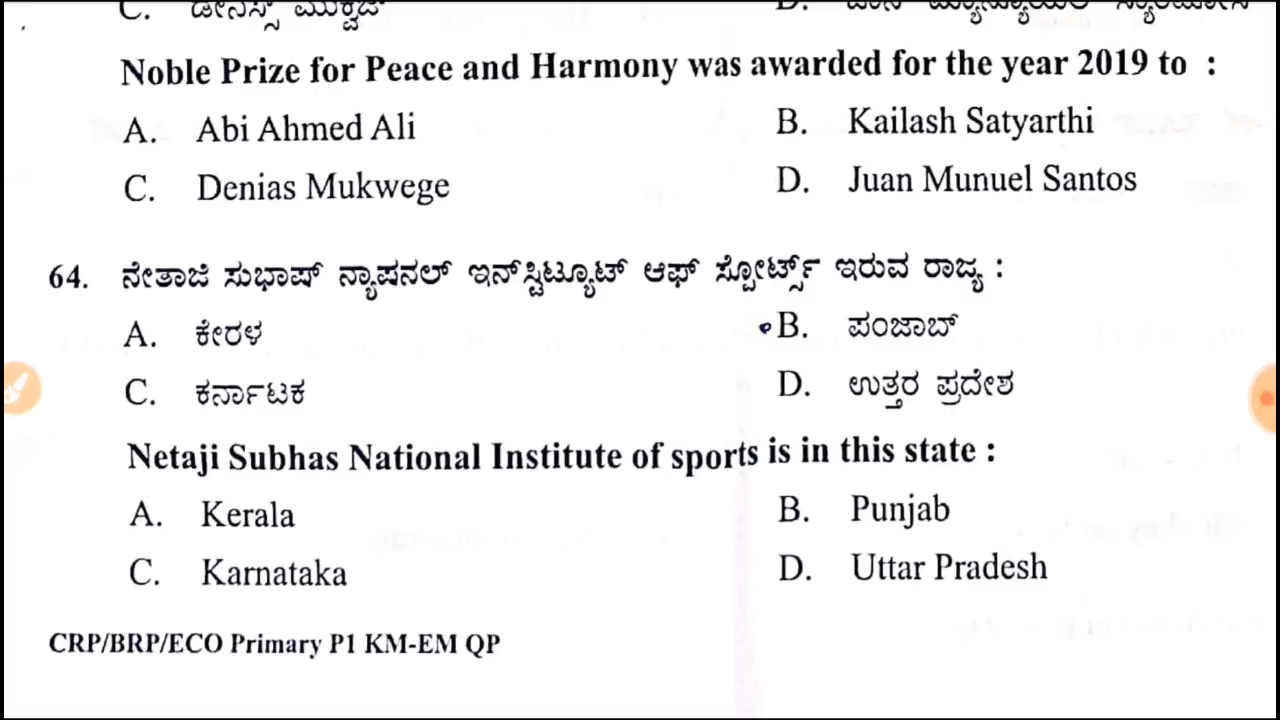 C. ಡೇನಿಸ್ಸ್ ಮುಕ್ವಜ್ D.
Noble Prize for Peace and Harmony was awarded for the year 2019 to :
A. Abi Ahmed Ali B. Kailash Satyarthi
C. Denias Mukwege D. Juan Munuel Santos
64. ನೇತಾಜಿ ಸುಭಾಷ್ ನ್ಯಾಷನಲ್ ಇನ್‌ಸ್ಟಿಟ್ಯೂಟ್ ಆಫ್ ಸ್ಪೋರ್ಟ್ಸ್ ಇರುವ ರಾಜ್ಯ :
A. ಕೇರಳ B. ಪಂಜಾಬ್
C. ಕರ್ನಾಟಕ D. ಉತ್ತರ ಪ್ರದೇಶ
Netaji Subhas National Institute of sports is in this state :
A. Kerala B. Punjab
C. Karnataka D. Uttar Pradesh
CRP/BRP/ECO Primary P1 KM-EM QP